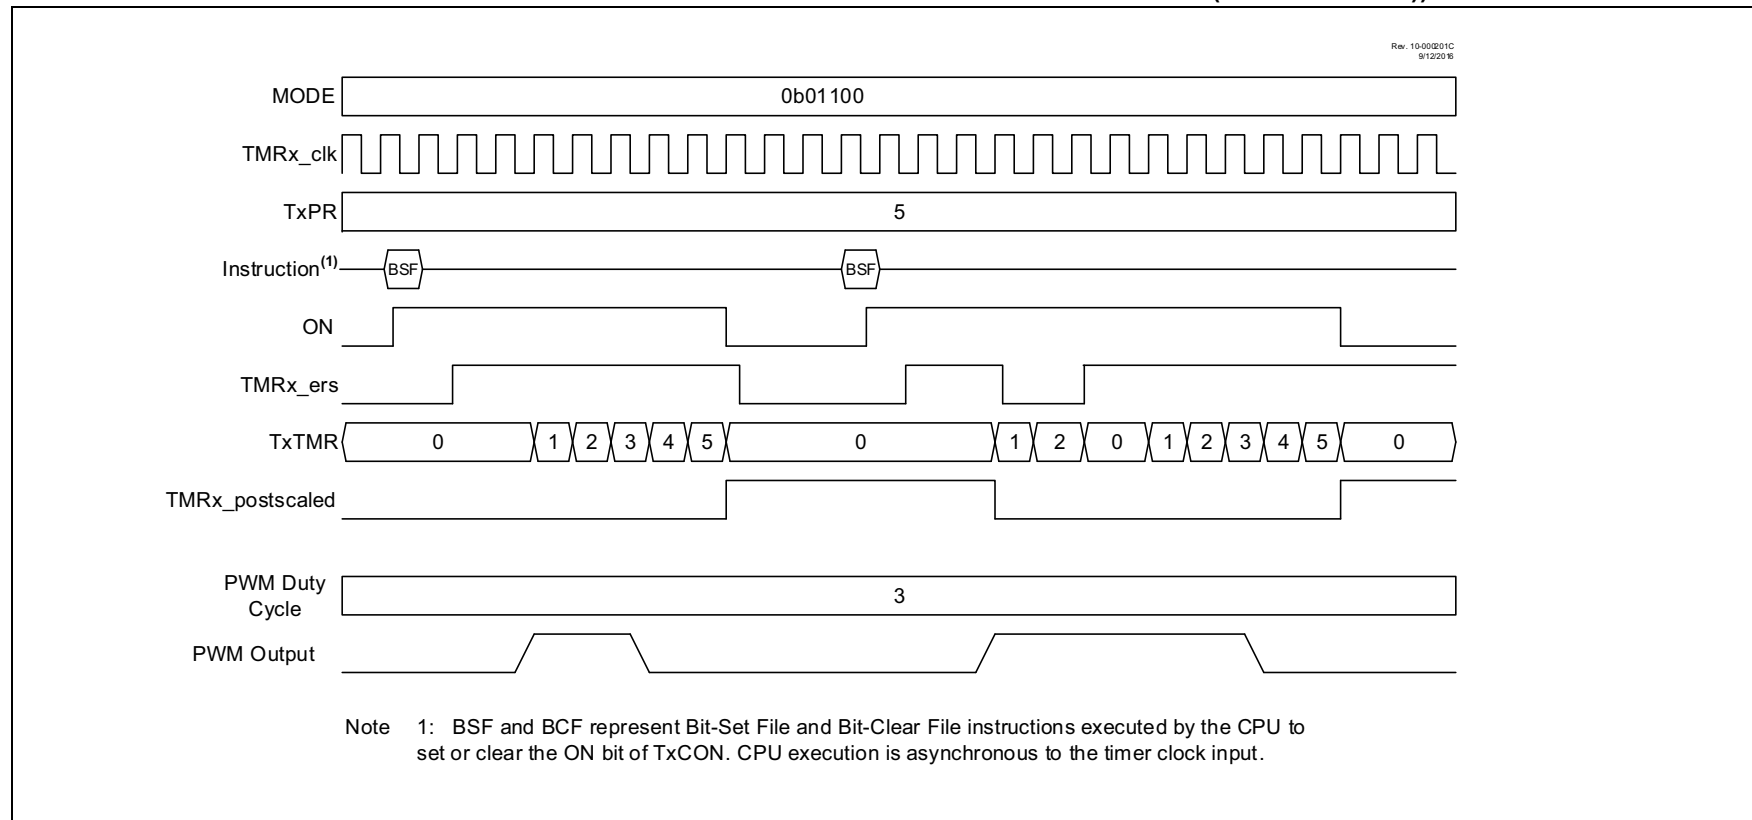 Rev. 10-000201C
9/12/2016
MODE 0b01100
TMRx_clk
TxPR 5
Instruction(1) BSF BSF
ON
TMRx_ers
TxTMR 0 1 2 3 4 5 0 1 2 0 1 2 3 4 5 0
TMRx_postscaled
PWM Duty
Cycle
3
PWM Output
Note 1: BSF and BCF represent Bit-Set File and Bit-Clear File instructions executed by the CPU to
set or clear the ON bit of TxCON. CPU execution is asynchronous to the timer clock input.